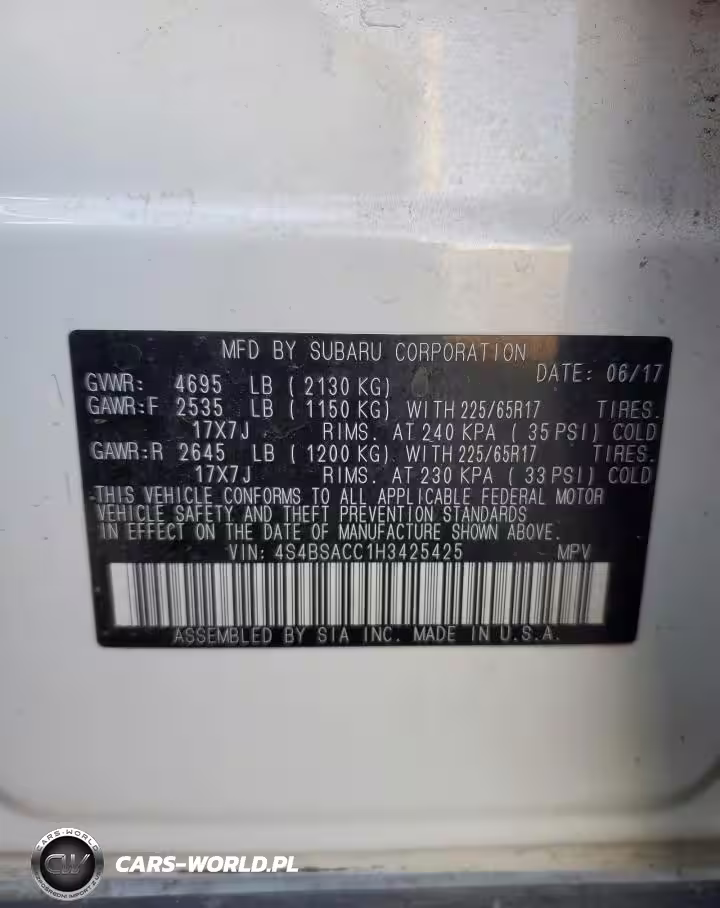 MFD BY SUBARU CORPORATION
DATE: 06/17
GVWR: 4695 LB ( 2130 KG)
GAWR:F 2535 LB ( 1150 KG) WITH 225/65R17 TIRES.
17X7J RIMS. AT 240 KPA ( 35 PSI) COLD
GAWR:R 2645 LB ( 1200 KG) WITH 225/65R17 TIRES.
17X7J RIMS. AT 230 KPA ( 33 PSI) COLD
THIS VEHICLE CONFORMS TO ALL APPLICABLE FEDERAL MOTOR
VEHICLE SAFETY AND THEFT PREVENTION STANDARDS
IN EFFECT ON THE DATE OF MANUFACTURE SHOWN ABOVE.
VIN: 4S4BSACC1H3425425 MPV
ASSEMBLED BY SIA INC. MADE IN U.S.A.
CARS-WORLD
CW
CARS-WORLD.PL